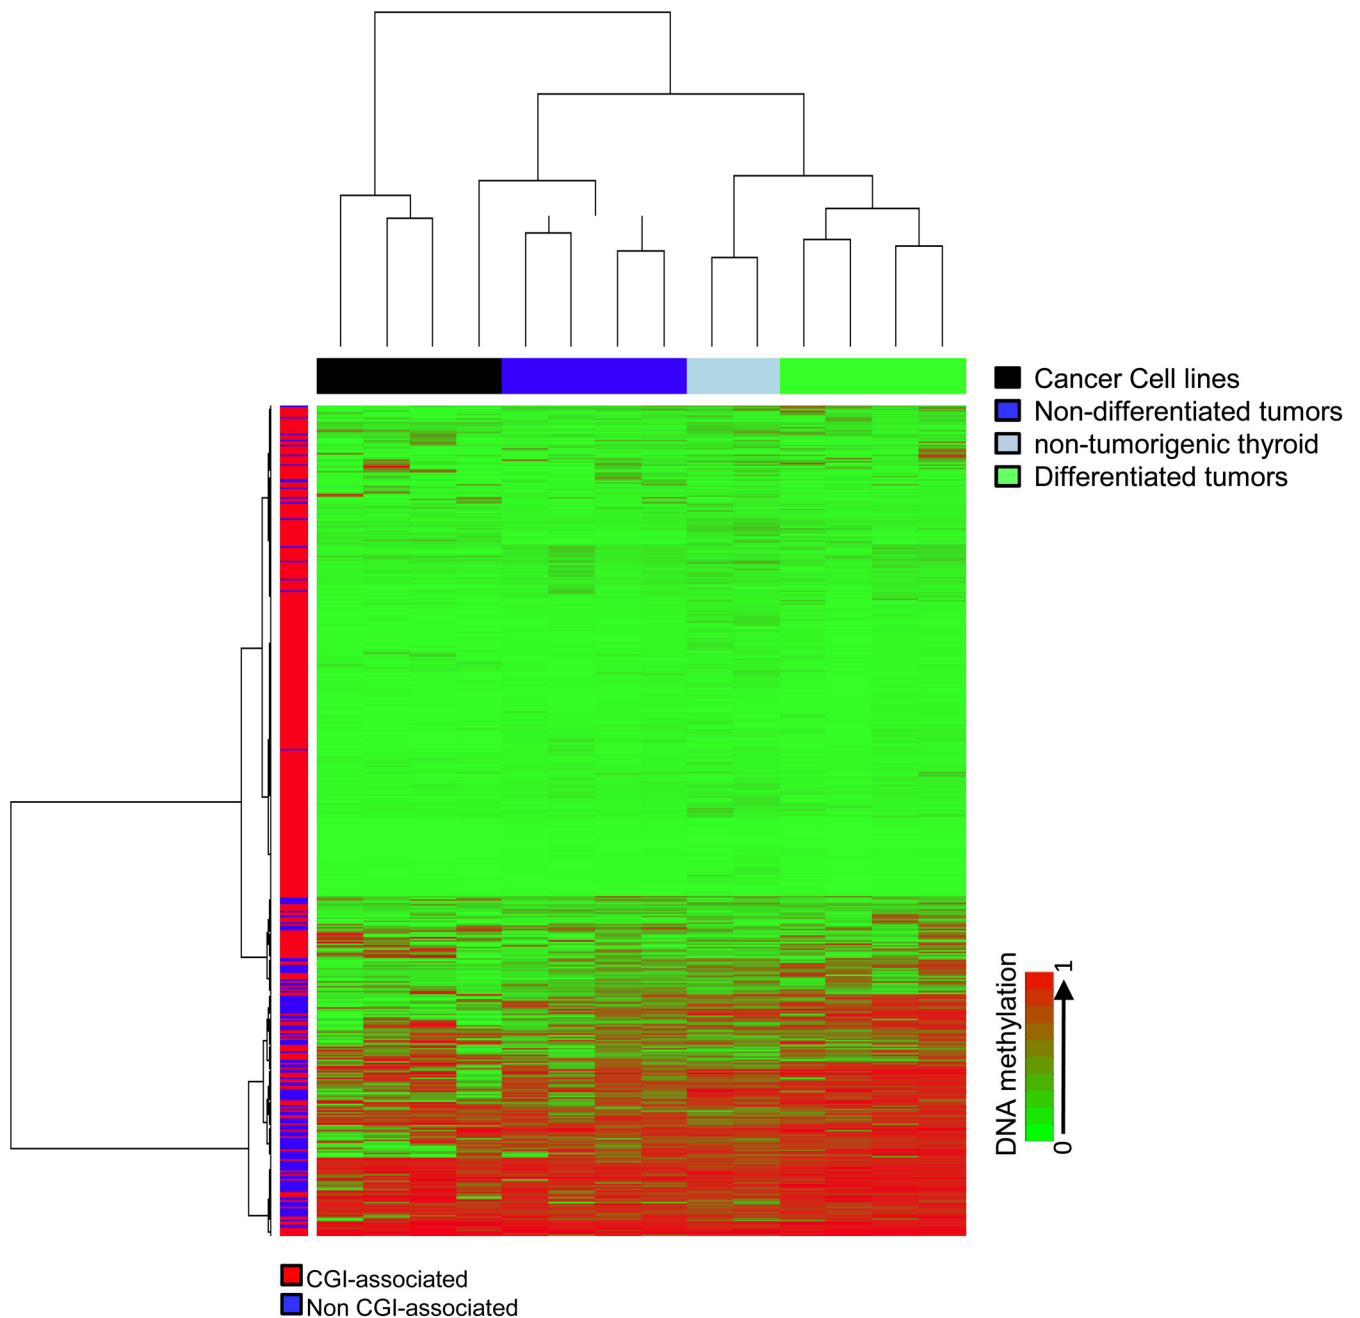 Cancer Cell lines
Non-differentiated tumors
non-tumorigenic thyroid
Differentiated tumors
DNA methylation
1
0
CGI-associated
Non CGI-associated